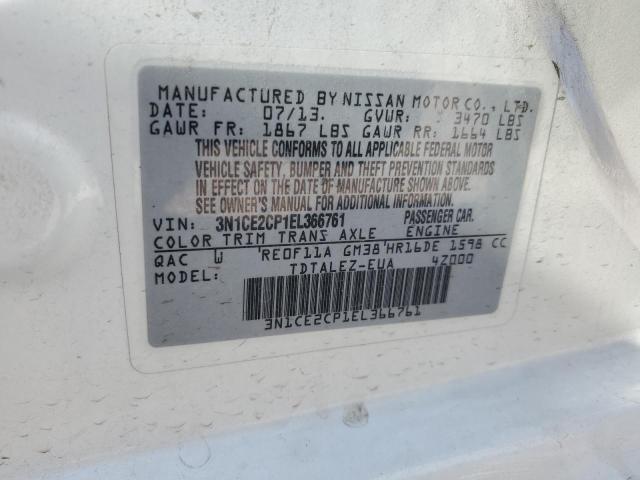 MANUFACTURED BY NISSAN MOTOR CO., LTD.
DATE: 07/13. GVWR: 3470 LBS
GAWR FR: 1867 LBS GAWR RR: 1664 LBS
THIS VEHICLE CONFORMS TO ALL APPLICABLE FEDERAL MOTOR
VEHICLE SAFETY, BUMPER AND THEFT PREVENTION STANDARDS
IN EFFECT ON THE DATE OF MANUFACTURE SHOWN ABOVE.
SEE OWNER'S MANUAL FOR ADDITIONAL INFORMATION.
VIN: 3N1CE2CP1EL366761 PASSENGER CAR.
COLOR TRIM TRANS AXLE ENGINE
QAC W RE0F11A GM38 HR16DE 1598 CC
MODEL: TDTALEZ-EUA 4Z000
3N1CE2CP1EL366761